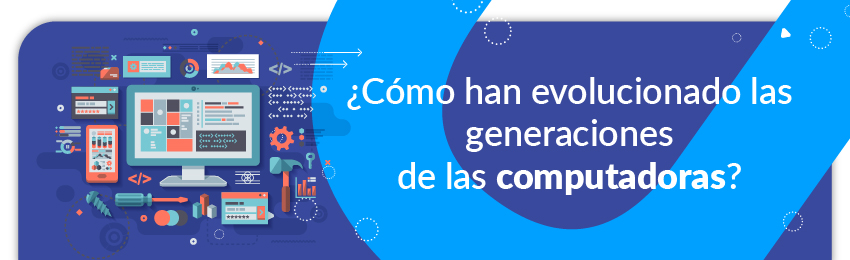 ¿Cómo han evolucionado las
generaciones
de las computadoras?